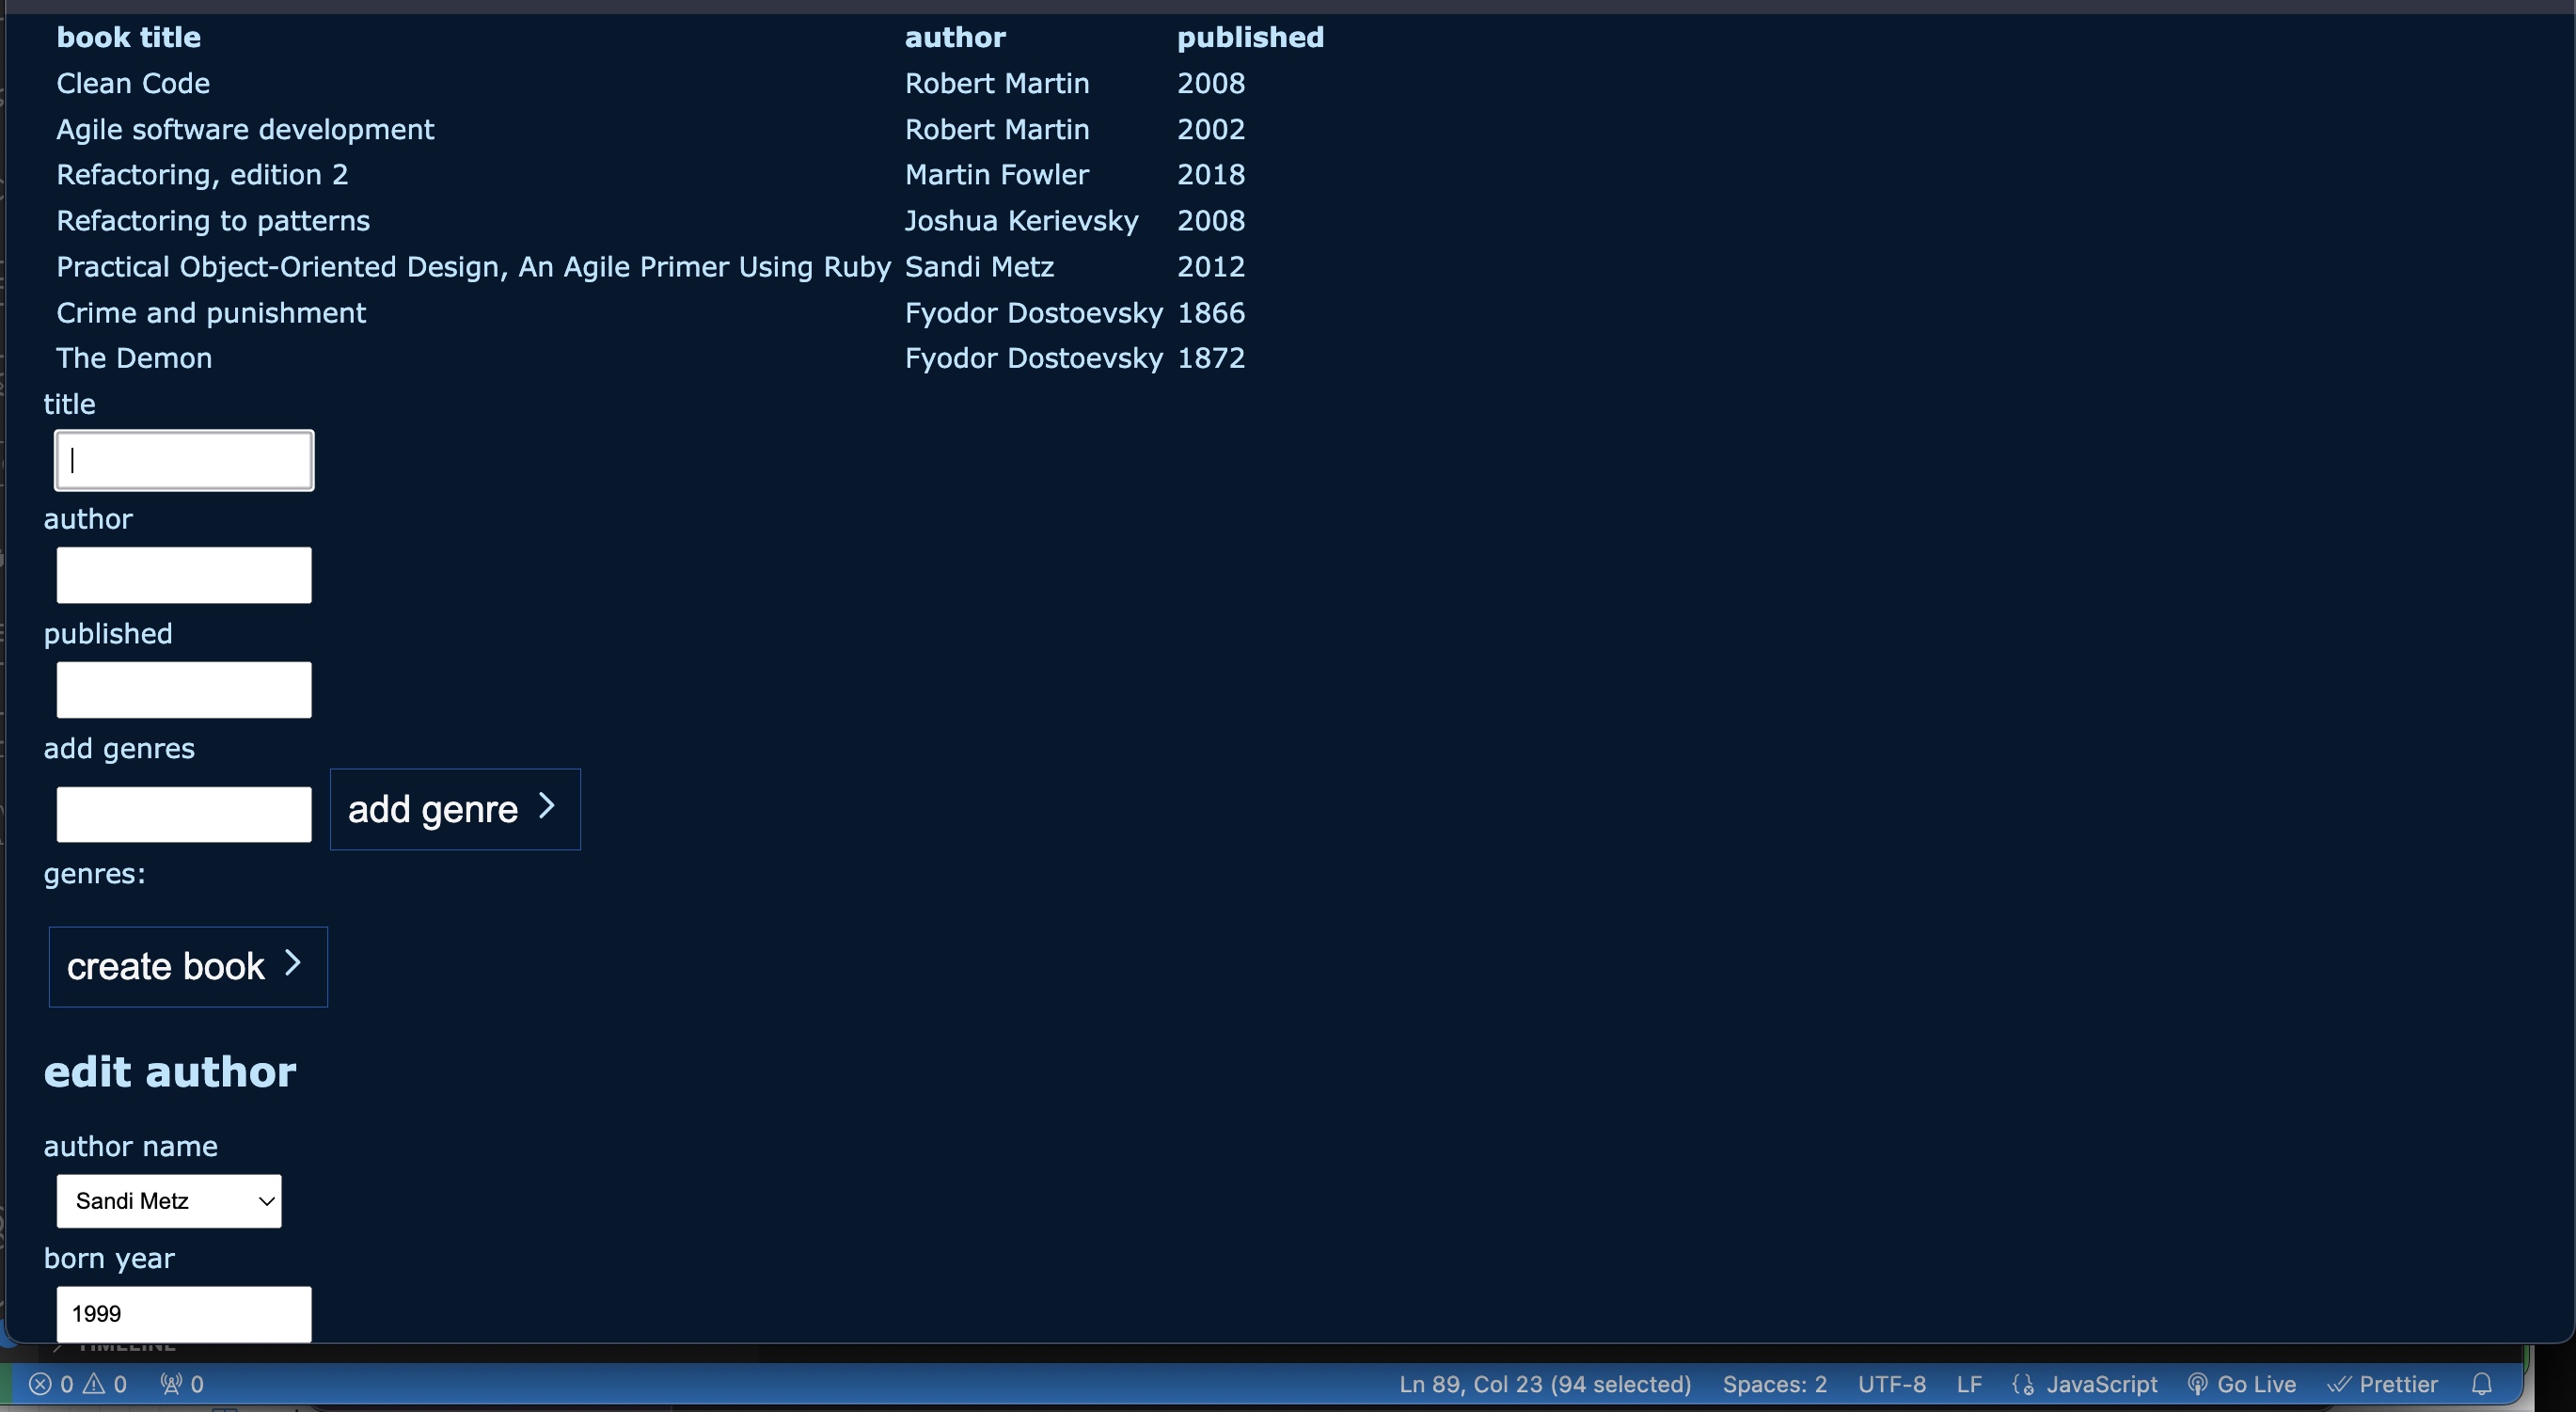 book title author published
Clean Code Robert Martin 2008
Agile software development Robert Martin 2002
Refactoring, edition 2 Martin Fowler 2018
Refactoring to patterns Joshua Kerievsky 2008
Practical Object-Oriented Design, An Agile Primer Using Ruby Sandi Metz 2012
Crime and punishment Fyodor Dostoevsky 1866
The Demon Fyodor Dostoevsky 1872
title
author
published
add genres
add genre
genres:
create book
edit author
author name
Sandi Metz
born year
1999
TIMELINE
0 0 0 Ln 89, Col 23 (94 selected) Spaces: 2 UTF-8 LF JavaScript Go Live Prettier